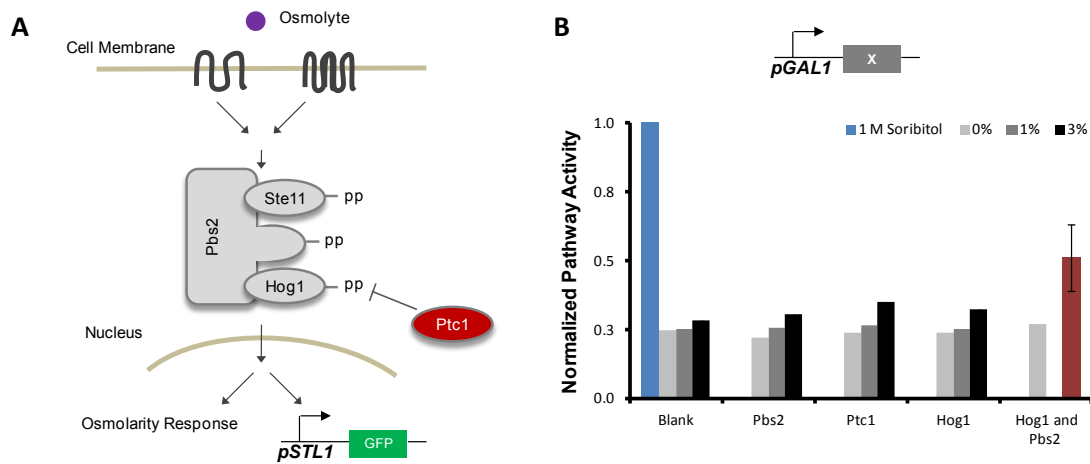 A
Osmolyte
Cell Membrane
Ste11
pp
Pbs2
pp
Hog1
pp
Ptc1
Nucleus
Osmolarity Response
pSTL1
GFP
B
pGAL1
X
1 M Soribitol
0%
1%
3%
Normalized Pathway Activity
1.0
0.8
0.5
0.3
0.0
Blank
Pbs2
Ptc1
Hog1
Hog1 and
Pbs2